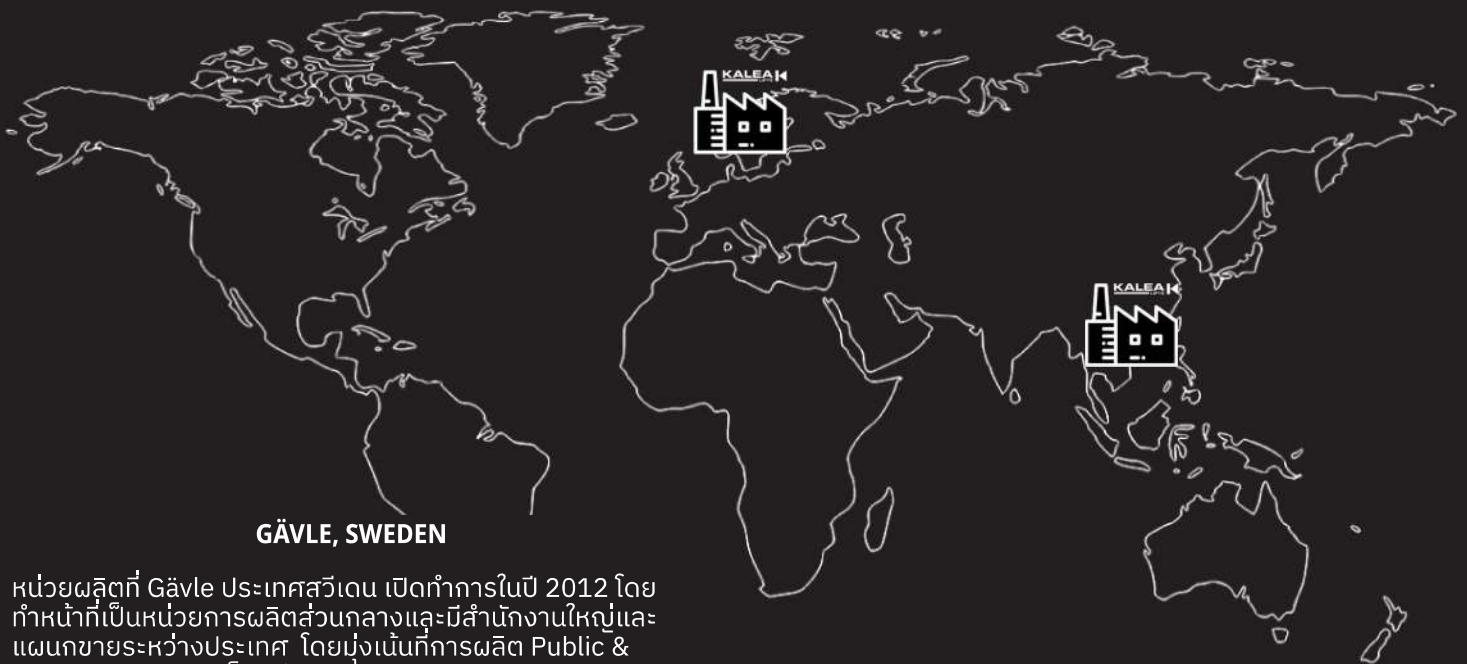 KALEA
KALEA
GÄVLE, SWEDEN
หน่วยผลิตที่ Gävle ประเทศสวีเดน เปิดทำการในปี 2012 โดย
ทำหน้าที่เป็นหน่วยการผลิตส่วนกลางและมีสำนักงานใหญ่และ
แผนกขายระหว่างประเทศ โดยมุ่งเน้นที่การผลิต Public &